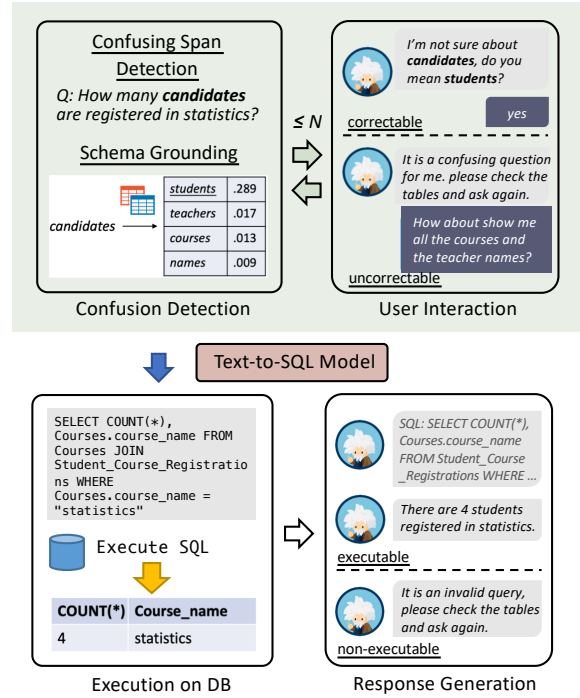 Confusing Span
Detection
Q: How many candidates
are registered in statistics?
Schema Grounding
candidates
students .289
teachers .017
courses .013
names .009
Confusion Detection
≤ N
I'm not sure about
candidates, do you
mean students?
yes
correctable
It is a confusing question
for me. please check the
tables and ask again.
How about show me
all the courses and
the teacher names?
uncorrectable
User Interaction
Text-to-SQL Model
SELECT COUNT(*),
Courses.course_name FROM
Courses JOIN
Student_Course_Registratio
ns WHERE
Courses.course_name =
"statistics"
Execute SQL
COUNT(*) Course_name
4 statistics
Execution on DB
SQL: SELECT COUNT(*),
Courses.course_name
FROM Student_Course
_Registrations WHERE ...
There are 4 students
registered in statistics.
executable
It is an invalid query,
please check the tables
and ask again.
non-executable
Response Generation